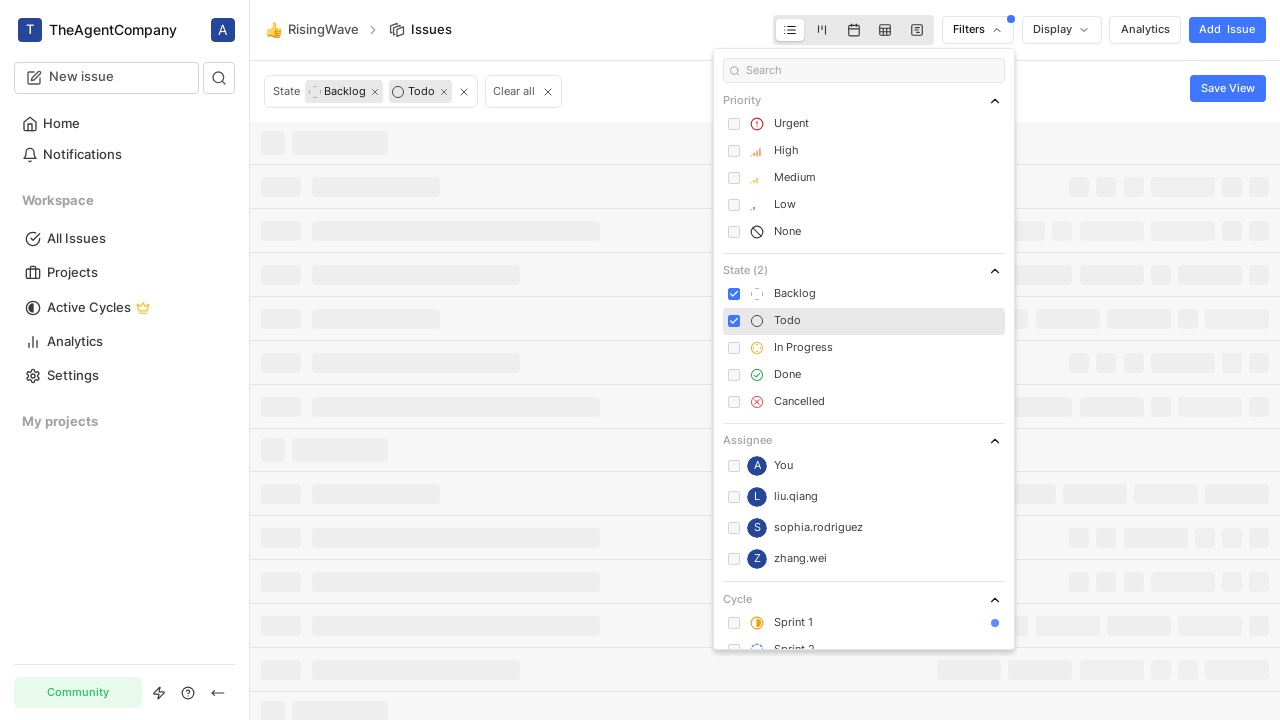 T TheAgentCompany A
👍 RisingWave Issues
Filters
Display
Analytics
Add Issue
New issue
State Backlog Todo
Clear all
Save View
Home
Notifications
Workspace
All Issues
Projects
Active Cycles
Analytics
Settings
My projects
Community
Search
Priority
Urgent
High
Medium
Low
None
State (2)
Backlog
Todo
In Progress
Done
Cancelled
Assignee
A You
L liu.qiang
S sophia.rodriguez
Z zhang.wei
Cycle
Sprint 1
Sprint 2